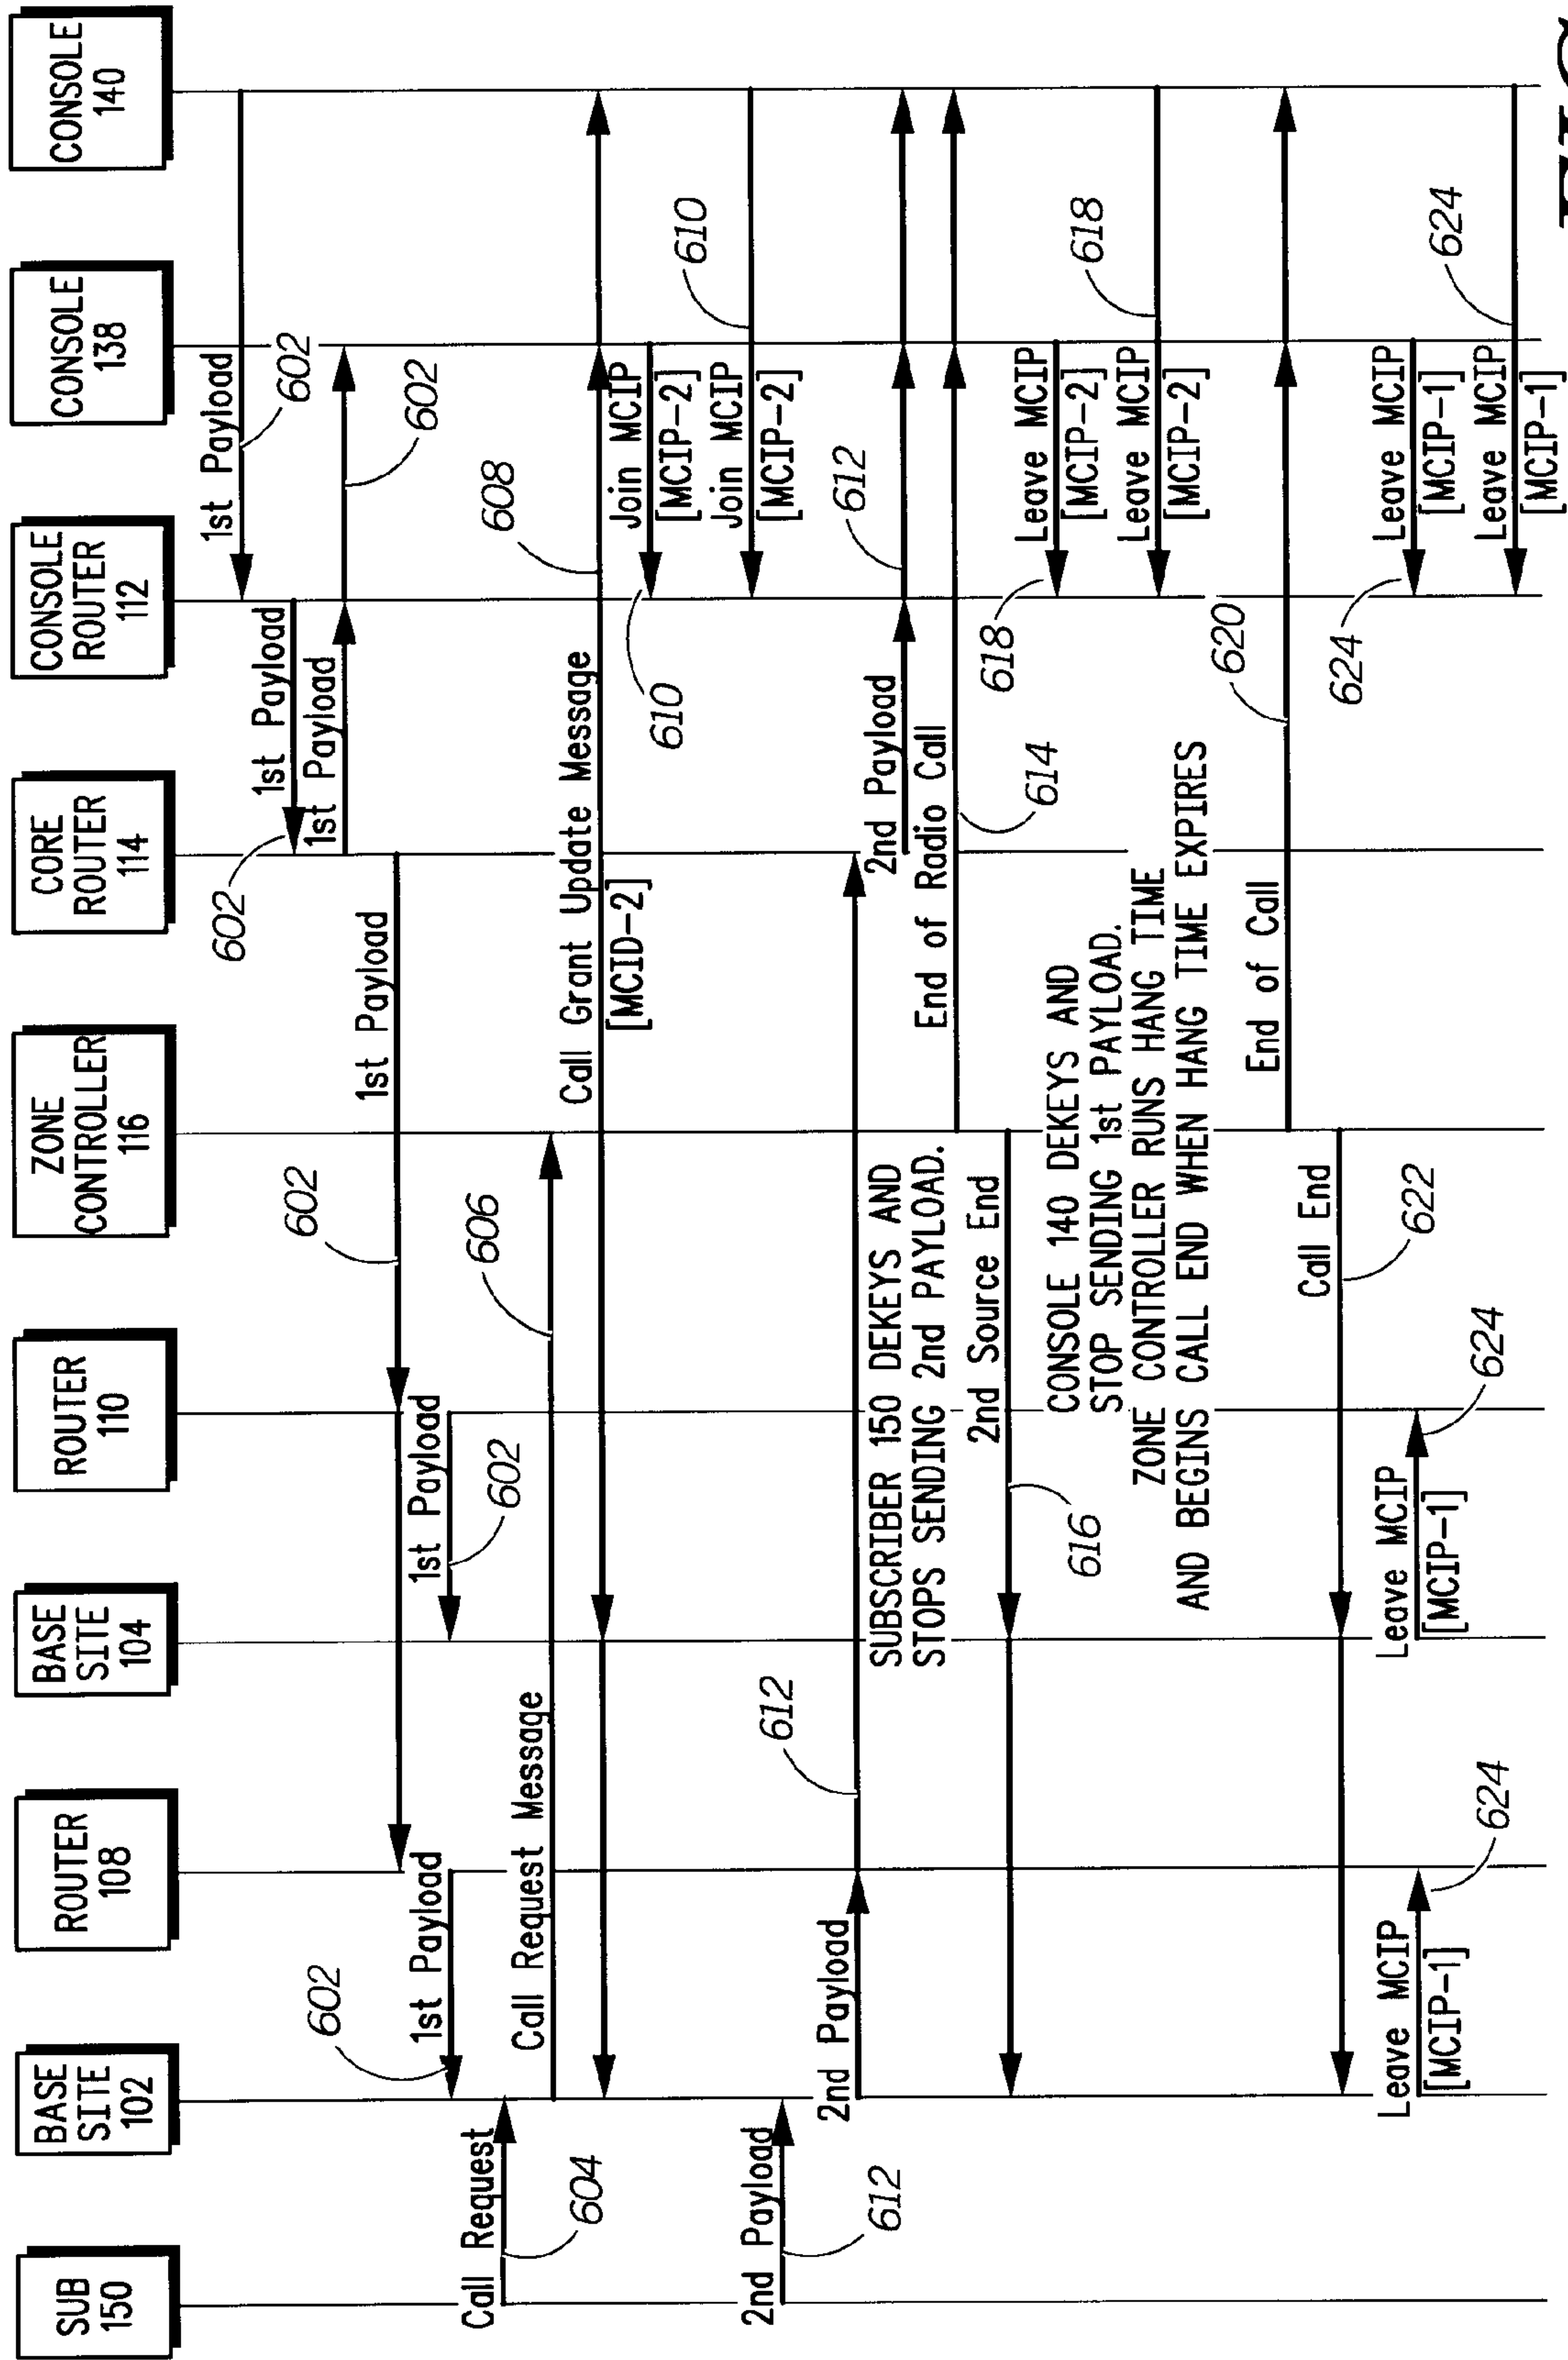 SUB
150
BASE
SITE
102
ROUTER
108
BASE
SITE
104
ROUTER
110
ZONE
CONTROLLER
116
CORE
ROUTER
114
CONSOLE
ROUTER
112
CONSOLE
138
CONSOLE
140
1st Payload
602
1st Payload
602
1st Payload
602
1st Payload
602
1st Payload
602
1st Payload
602
Call Request
604
Call Request Message
606
Call Grant Update Message
[MCID-2]
608
Join MCIP
[MCIP-2]
610
Join MCIP
[MCIP-2]
610
2nd Payload
612
2nd Payload
612
2nd Payload
612
SUBSCRIBER 150 DEKEYS AND
STOPS SENDING 2nd PAYLOAD.
End of Radio Call
614
2nd Source End
616
Leave MCIP
[MCIP-2]
618
Leave MCIP
[MCIP-2]
618
CONSOLE 140 DEKEYS AND
STOP SENDING 1st PAYLOAD.
ZONE CONTROLLER RUNS HANG TIME
AND BEGINS CALL END WHEN HANG TIME EXPIRES
End of Call
620
Call End
622
Leave MCIP
[MCIP-1]
624
Leave MCIP
[MCIP-1]
624
Leave MCIP
[MCIP-1]
624
Leave MCIP
[MCIP-1]
624